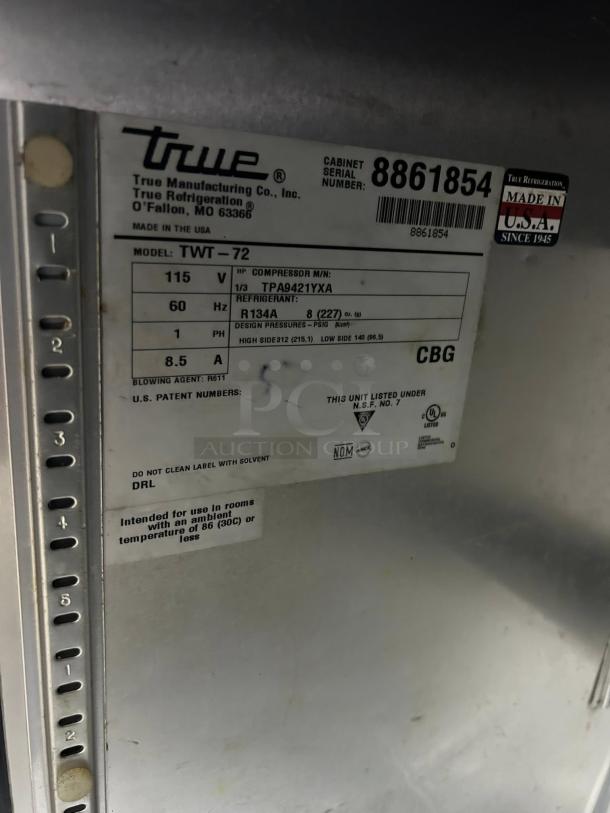 True®
True Manufacturing Co., Inc.
True Refrigeration®
O'Fallon, MO 63366
MADE IN THE USA
CABINET SERIAL NUMBER: 8861854
8861854
TRUE REFRIGERATION
MADE IN
U.S.A.
SINCE 1945
MODEL: TWT-72
115 V
60 Hz
1 PH
8.5 A
HP COMPRESSOR M/N:
1/3 TPA9421YXA
REFRIGERANT:
R134A 8 (227) oz. (g)
DESIGN PRESSURES-PSIG
HIGH SIDE312 (215,1) LOW SIDE 140 (96,5)
CBG
BLOWING AGENT: R611
U.S. PATENT NUMBERS:
THIS UNIT LISTED UNDER
N.S.F. NO. 7
NOM
UL
LISTED
PCI
AUCTION GROUP
DO NOT CLEAN LABEL WITH SOLVENT
DRL
Intended for use in rooms
with an ambient
temperature of 86 (30C) or
less
1
2
3
4
5
1
2